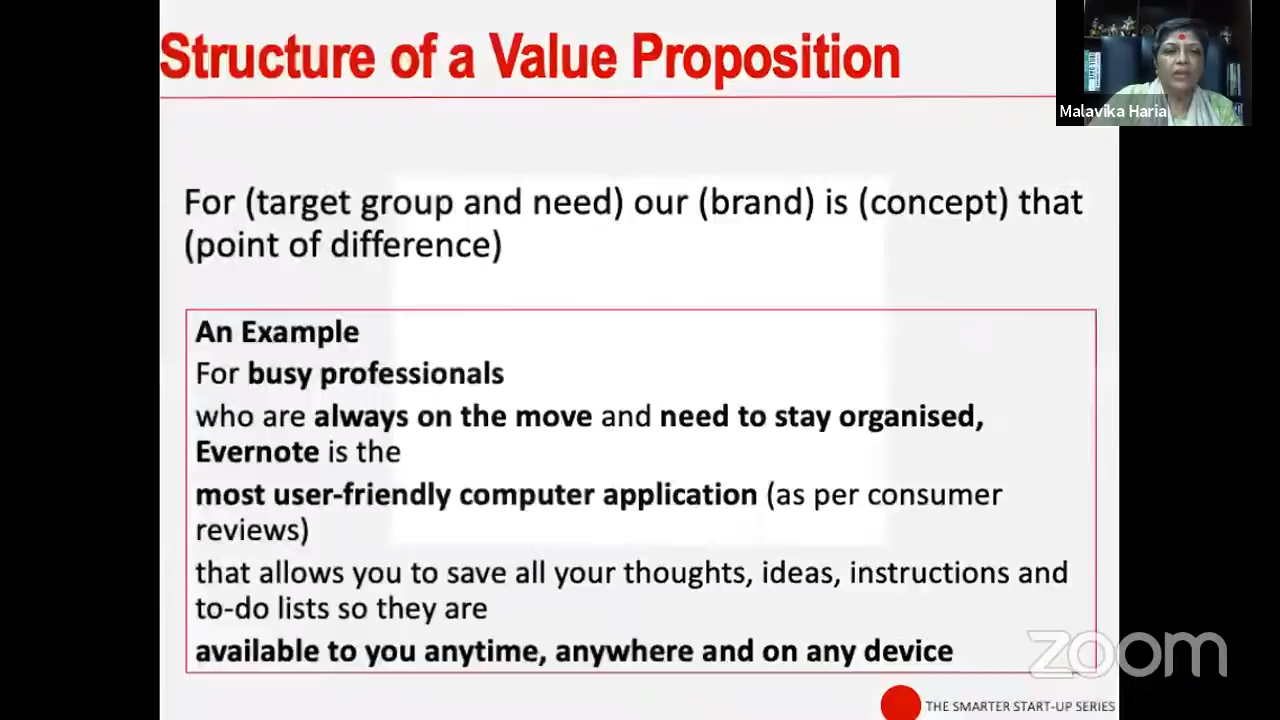 Structure of a Value Proposition
Malavika Haria
For (target group and need) our (brand) is (concept) that
(point of difference)
An Example
For busy professionals
who are always on the move and need to stay organised,
Evernote is the
most user-friendly computer application (as per consumer
reviews)
that allows you to save all your thoughts, ideas, instructions and
to-do lists so they are
available to you anytime, anywhere and on any device
zoom
THE SMARTER START-UP SERIES